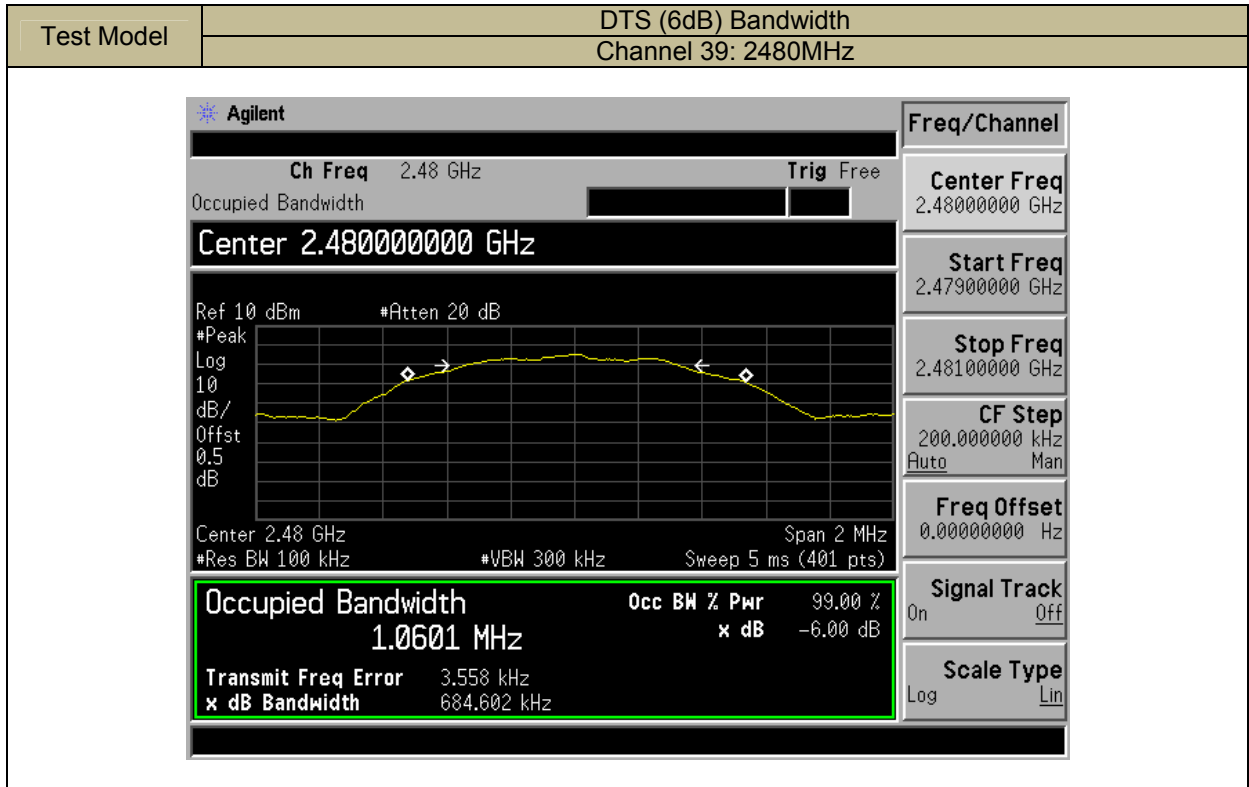 Test Model
DTS (6dB) Bandwidth
Channel 39: 2480MHz
Agilent
Freq/Channel
Ch Freq 2.48 GHz Trig Free
Occupied Bandwidth
Center 2.480000000 GHz
Ref 10 dBm #Atten 20 dB
#Peak
Log
10
dB/
Offst
0.5
dB
Center 2.48 GHz Span 2 MHz
#Res BW 100 kHz #VBW 300 kHz Sweep 5 ms (401 pts)
Occupied Bandwidth
1.0601 MHz
Occ BW % Pwr 99.00 %
x dB -6.00 dB
Transmit Freq Error 3.558 kHz
x dB Bandwidth 684.602 kHz
Center Freq
2.48000000 GHz
Start Freq
2.47900000 GHz
Stop Freq
2.48100000 GHz
CF Step
200.000000 kHz
Auto Man
Freq Offset
0.00000000 Hz
Signal Track
On Off
Scale Type
Log Lin